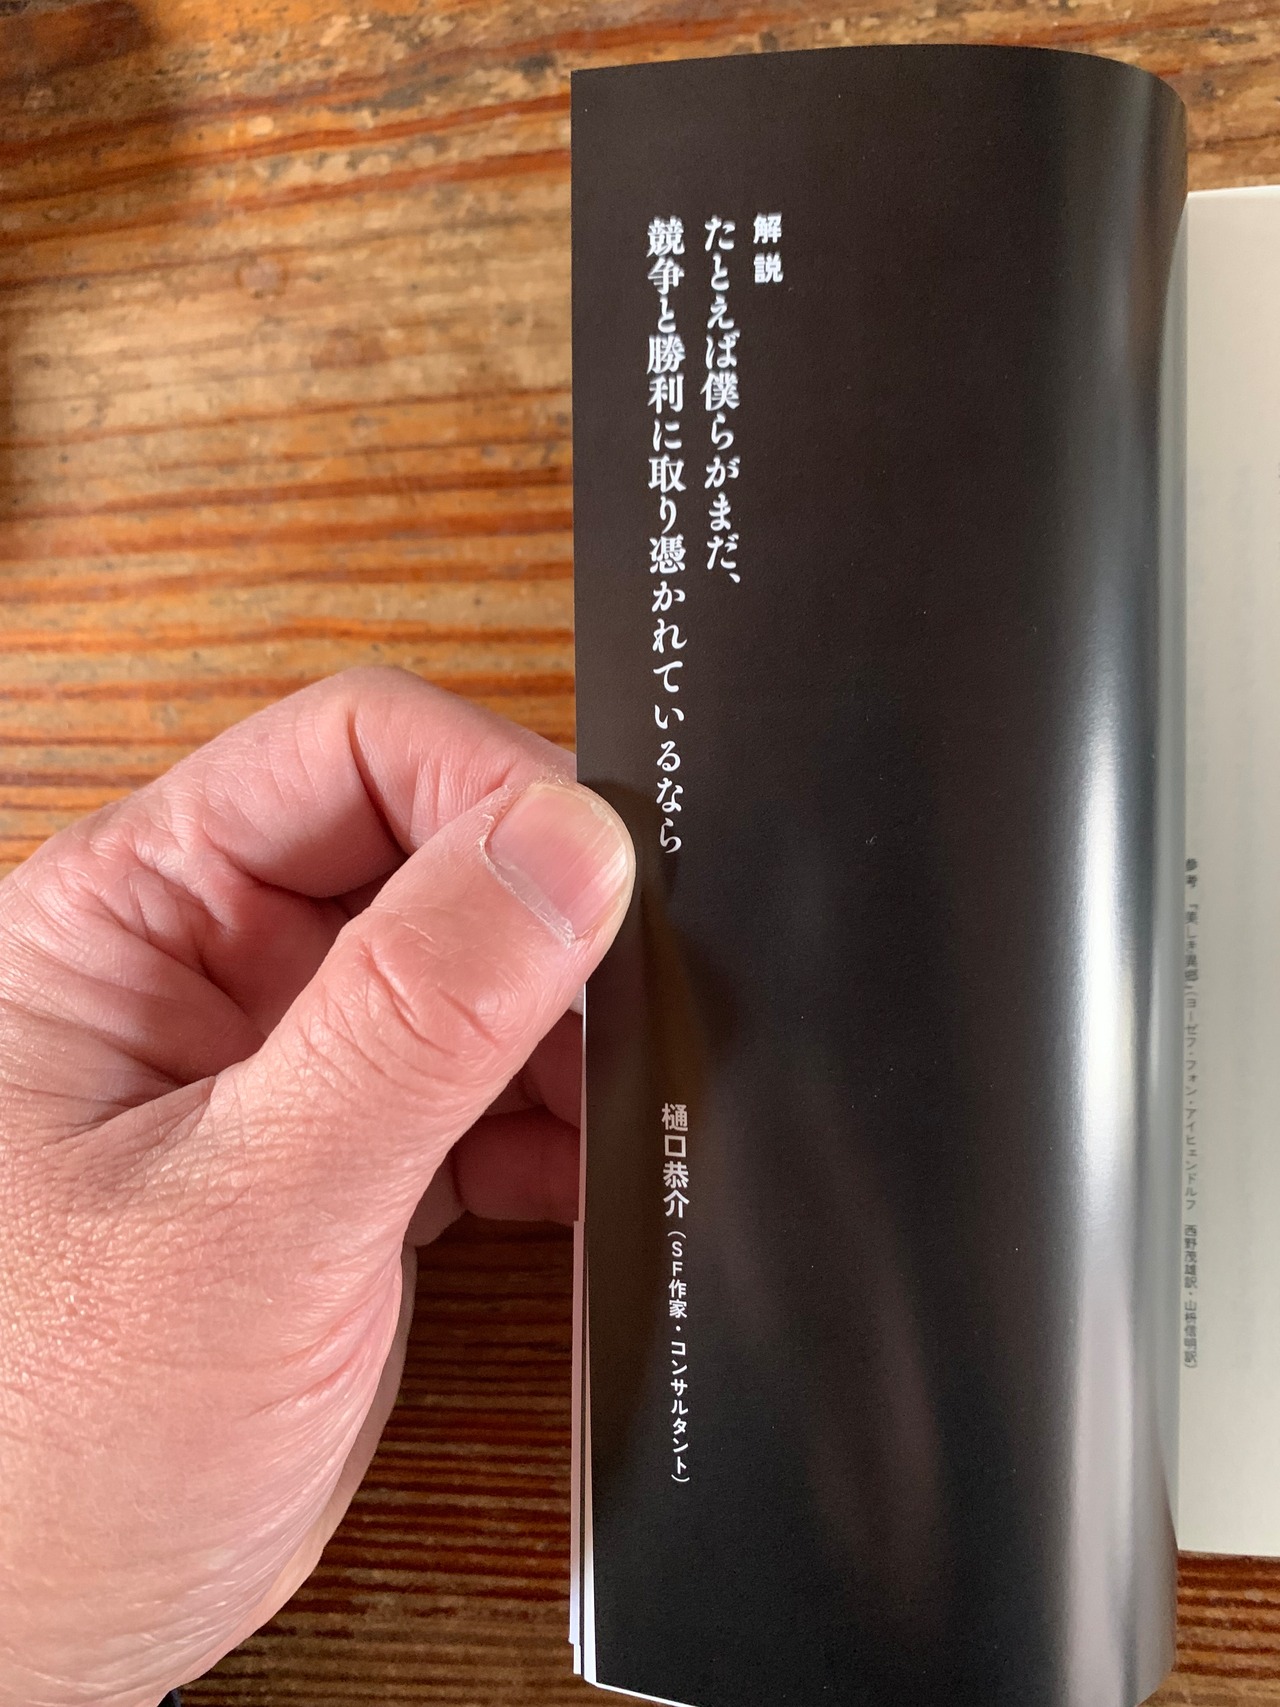 参考 「美しき異郷」(ヨーゼフ・フォン・アイヒェンドルフ 西野茂雄訳・山枡信明訳)
解説
たとえば僕らがまだ、
競争と勝利に取り憑かれているなら
樋口恭介(SF作家・コンサルタント)